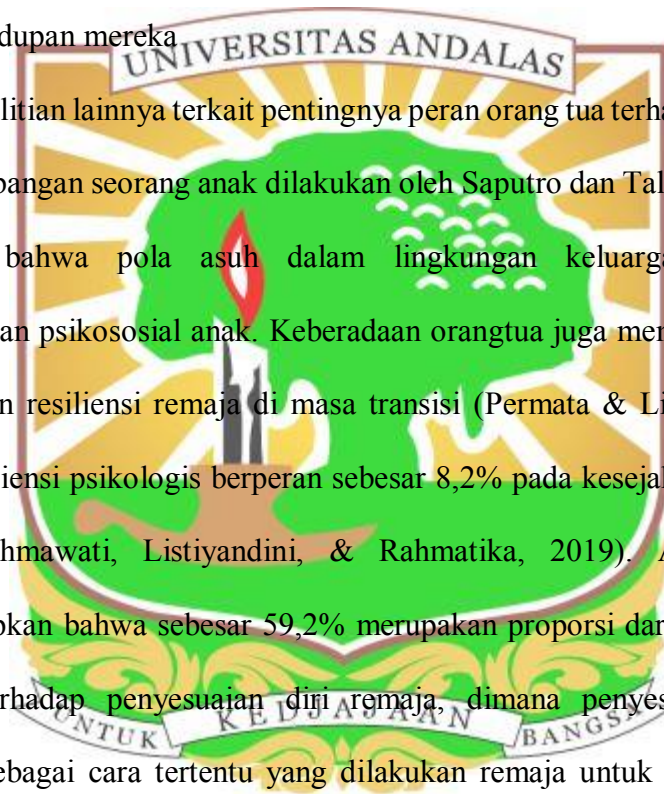 dupan mereka
UNIVERSITAS ANDALAS
litian lainnya terkait pentingnya peran orang tua terha
bangan seorang anak dilakukan oleh Saputro dan Tal
bahwa pola asuh dalam lingkungan keluarga
an psikososial anak. Keberadaan orangtua juga men
n resiliensi remaja di masa transisi (Permata & Li
iensi psikologis berperan sebesar 8,2% pada kesejal
hmawati, Listiyandini, & Rahmatika, 2019). A
pkan bahwa sebesar 59,2% merupakan proporsi dar
rhadap penyesuaian diri remaja, dimana penyes
UNTUK KEDJAJAAN BANGSA
ebagai cara tertentu yang dilakukan remaja untuk